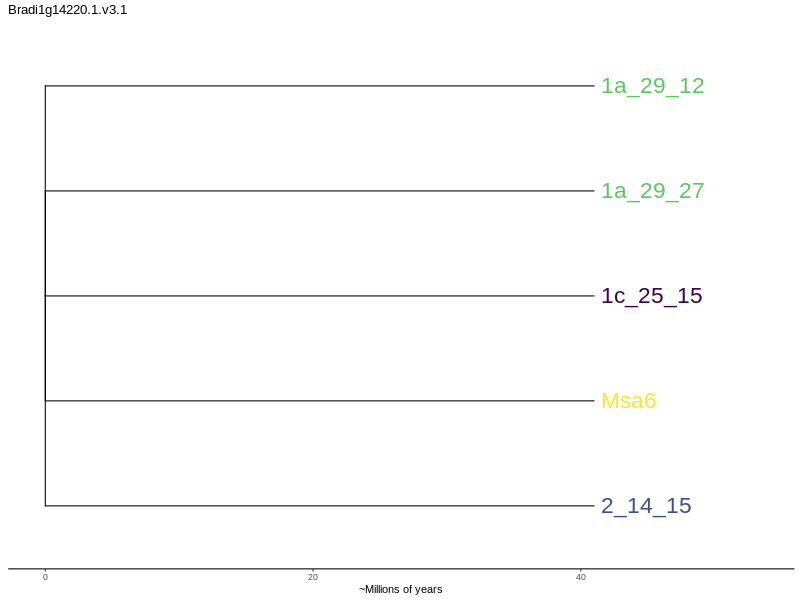 Bradi1g14220.1.v3.1
1a_29_12
1a_29_27
1c_25_15
Msa6
2_14_15
0 20 40
~Millions of years